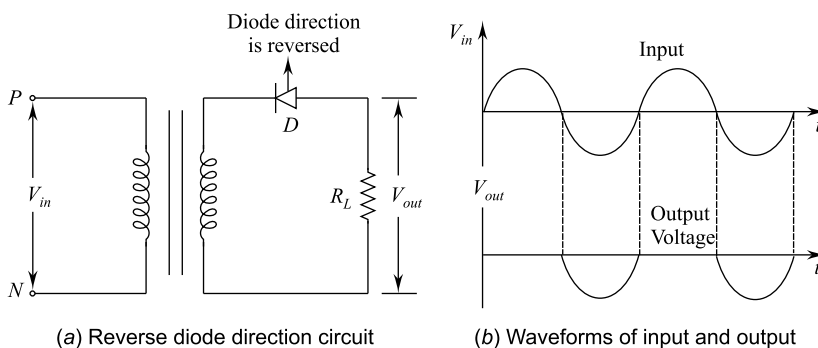 Diode direction
is reversed
P
D
V_in
R_L
V_out
N
(a) Reverse diode direction circuit
V_in
Input
t
V_out
Output
Voltage
t
(b) Waveforms of input and output